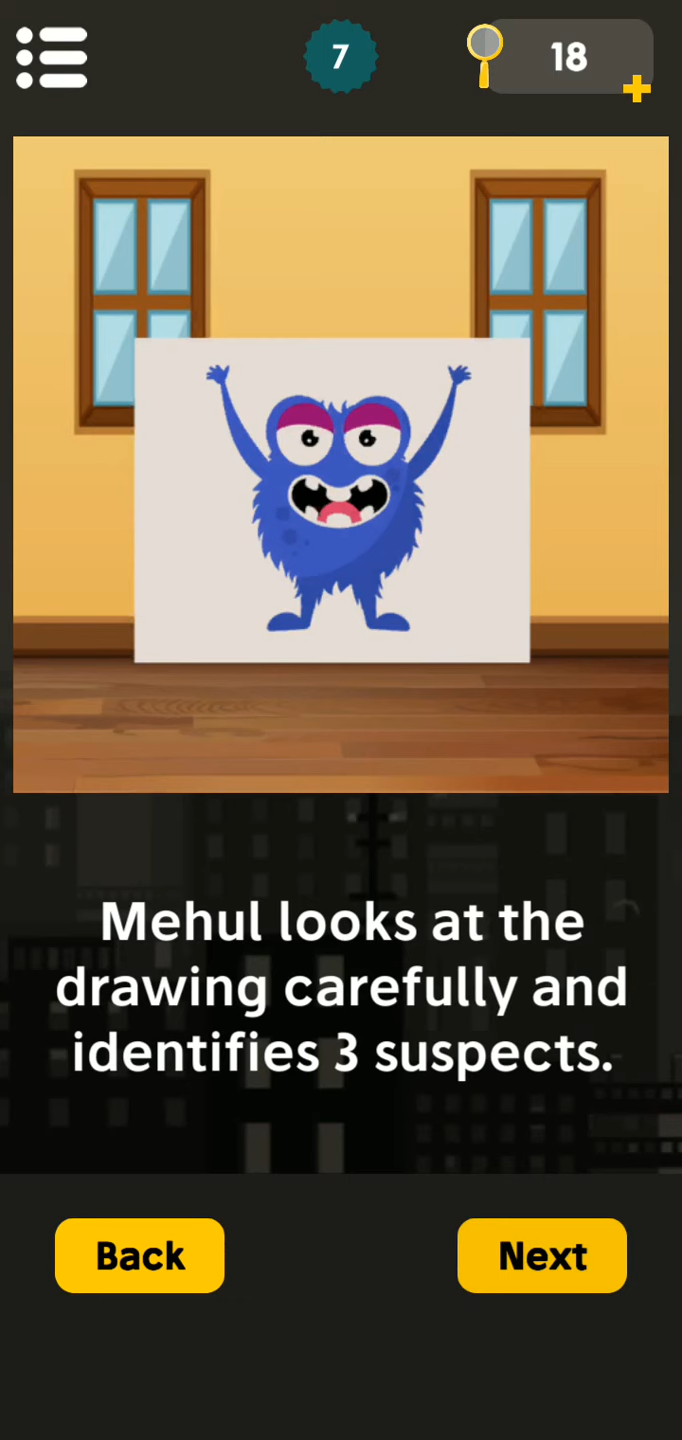 7
18
Mehul looks at the
drawing carefully and
identifies 3 suspects.
Back
Next